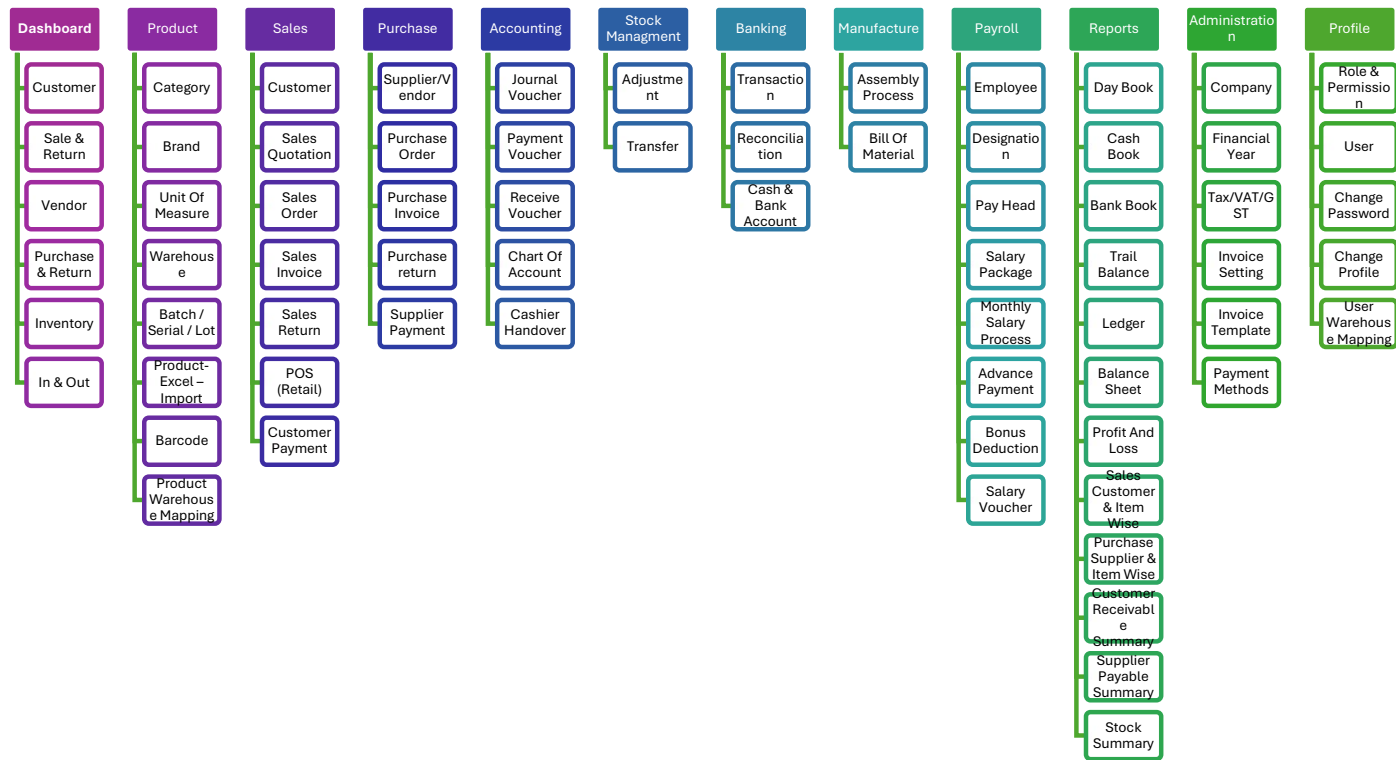 Dashboard
Customer
Sale &
Return
Vendor
Purchase
& Return
Inventory
In & Out
Product
Category
Brand
Unit Of
Measure
Warehous
e
Batch /
Serial / Lot
Product-
Excel –
Import
Barcode
Product
Warehous
e Mapping
Sales
Customer
Sales
Quotation
Sales
Order
Sales
Invoice
Sales
Return
POS
(Retail)
Customer
Payment
Purchase
Supplier/V
endor
Purchase
Order
Purchase
Invoice
Purchase
return
Supplier
Payment
Accounting
Journal
Voucher
Payment
Voucher
Receive
Voucher
Chart Of
Account
Cashier
Handover
Stock
Managment
Adjustme
nt
Transfer
Banking
Transactio
n
Reconcilia
tion
Cash &
Bank
Account
Manufacture
Assembly
Process
Bill Of
Material
Payroll
Employee
Designatio
n
Pay Head
Salary
Package
Monthly
Salary
Process
Advance
Payment
Bonus
Deduction
Salary
Voucher
Reports
Day Book
Cash
Book
Bank Book
Trail
Balance
Ledger
Balance
Sheet
Profit And
Loss
Sales
Customer
& Item
Wise
Purchase
Supplier &
Item Wise
Customer
Receivabl
e
Summary
Supplier
Payable
Summary
Stock
Summary
Administratio
n
Company
Financial
Year
Tax/VAT/G
ST
Invoice
Setting
Invoice
Template
Payment
Methods
Profile
Role &
Permissio
n
User
Change
Password
Change
Profile
User
Warehous
e Mapping